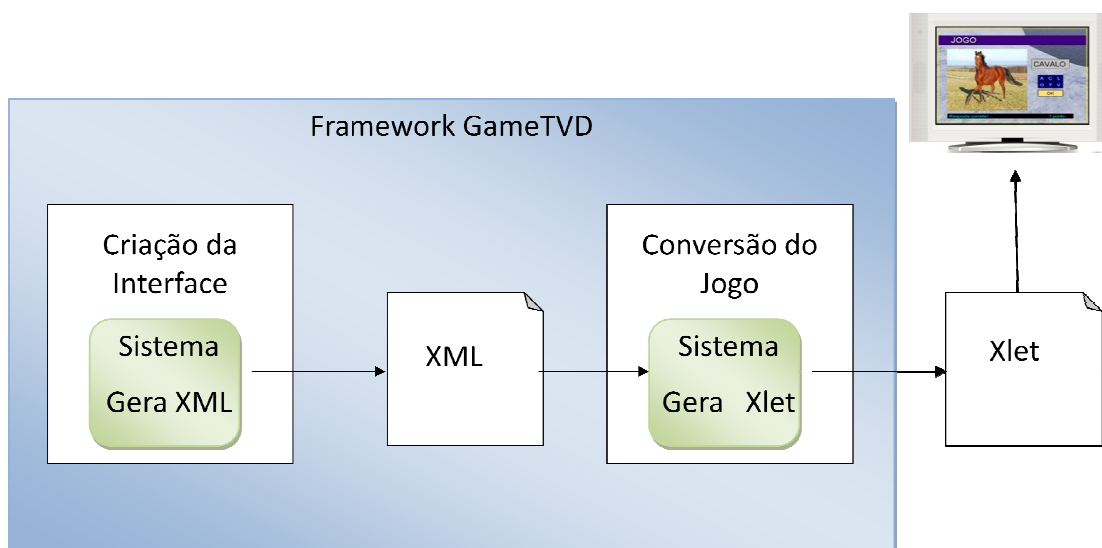 Framework GameTVD
Criação da
Interface
Sistema
Gera XML
XML
Conversão do
Jogo
Sistema
Gera Xlet
Xlet
JOGO
CAVALO
A C L
O T V
OK